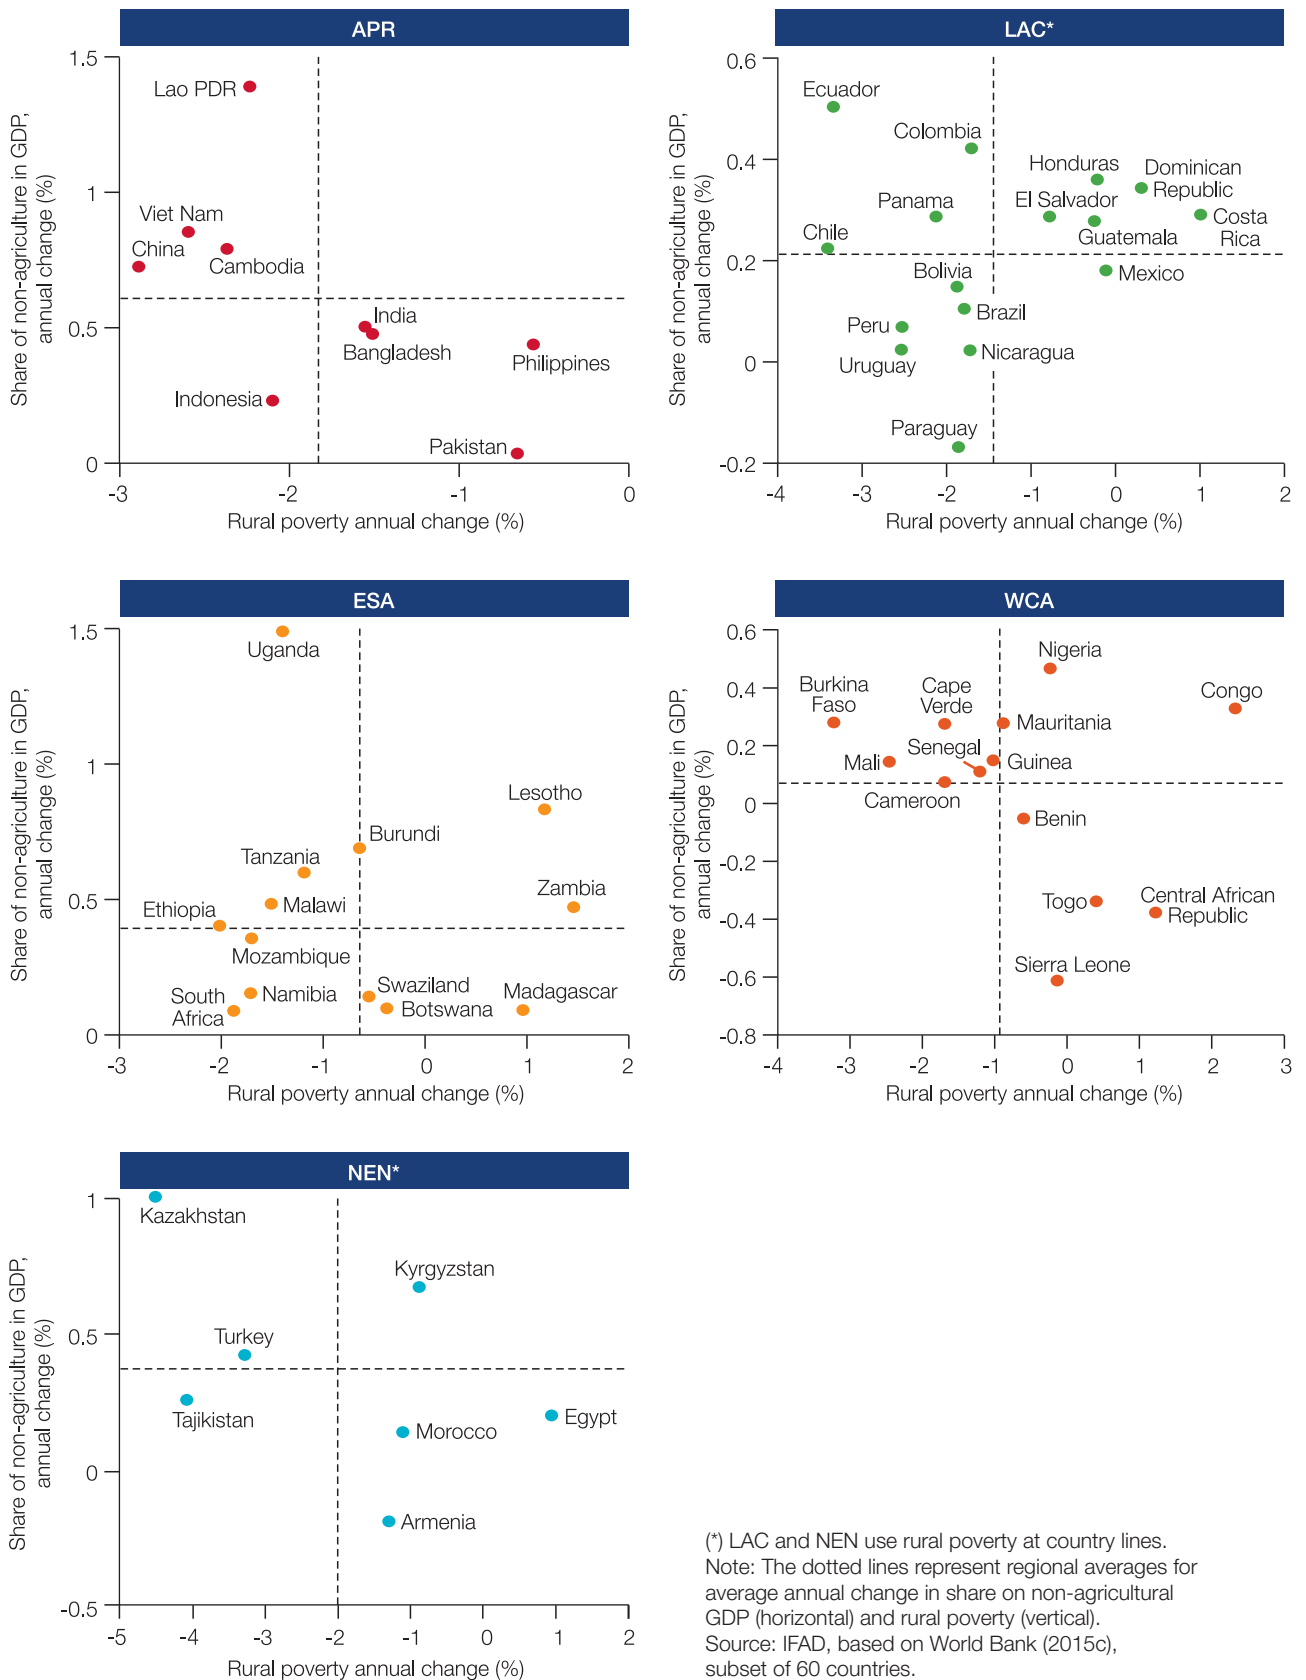 APR
Share of non-agriculture in GDP,
annual change (%)
1.5
1
0.5
0
Lao PDR
Viet Nam
China
Cambodia
India
Bangladesh
Philippines
Indonesia
Pakistan
-3
-2
-1
0
Rural poverty annual change (%)
LAC*
Share of non-agriculture in GDP,
annual change (%)
0.6
0.4
0.2
0
-0.2
Ecuador
Colombia
Honduras
Dominican
Republic
Panama
El Salvador
Costa
Rica
Chile
Guatemala
Bolivia
Mexico
Brazil
Peru
Uruguay
Nicaragua
Paraguay
-4
-3
-2
-1
0
1
2
Rural poverty annual change (%)
ESA
Share of non-agriculture in GDP,
annual change (%)
1.5
1
0.5
0
Uganda
Lesotho
Burundi
Tanzania
Zambia
Malawi
Ethiopia
Mozambique
Swaziland
Namibia
South
Africa
Botswana
Madagascar
-3
-2
-1
0
1
2
Rural poverty annual change (%)
WCA
Share of non-agriculture in GDP,
annual change (%)
0.6
0.4
0.2
0
-0.2
-0.4
-0.6
-0.8
Nigeria
Burkina
Faso
Cape
Verde
Congo
Mauritania
Senegal
Mali
Guinea
Cameroon
Benin
Togo
Central African
Republic
Sierra Leone
-4
-3
-2
-1
0
1
2
3
Rural poverty annual change (%)
NEN*
Share of non-agriculture in GDP,
annual change (%)
1
0.5
0
-0.5
Kazakhstan
Kyrgyzstan
Turkey
Tajikistan
Morocco
Egypt
Armenia
-5
-4
-3
-2
-1
0
1
2
Rural poverty annual change (%)
(*) LAC and NEN use rural poverty at country lines.
Note: The dotted lines represent regional averages for
average annual change in share on non-agricultural
GDP (horizontal) and rural poverty (vertical).
Source: IFAD, based on World Bank (2015c),
subset of 60 countries.